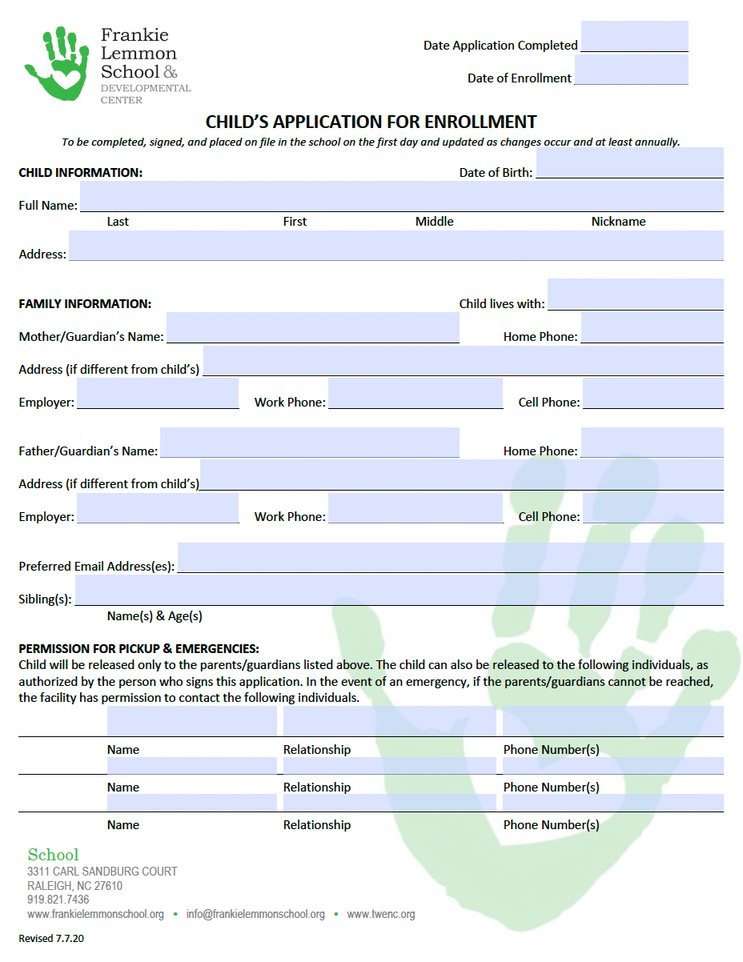 Frankie
Lemmon
School &
DEVELOPMENTAL
CENTER
Date Application Completed
Date of Enrollment
CHILD'S APPLICATION FOR ENROLLMENT
To be completed, signed, and placed on file in the school on the first day and updated as changes occur and at least annually.
CHILD INFORMATION: Date of Birth:
Full Name:
Last First Middle Nickname
Address:
FAMILY INFORMATION: Child lives with:
Mother/Guardian's Name: Home Phone:
Address (if different from child's)
Employer: Work Phone: Cell Phone:
Father/Guardian's Name: Home Phone:
Address (if different from child's)
Employer: Work Phone: Cell Phone:
Preferred Email Address(es):
Sibling(s):
Name(s) & Age(s)
PERMISSION FOR PICKUP & EMERGENCIES:
Child will be released only to the parents/guardians listed above. The child can also be released to the following individuals, as
authorized by the person who signs this application. In the event of an emergency, if the parents/guardians cannot be reached,
the facility has permission to contact the following individuals.
Name Relationship Phone Number(s)
Name Relationship Phone Number(s)
Name Relationship Phone Number(s)
School
3311 CARL SANDBURG COURT
RALEIGH, NC 27610
919.821.7436
www.frankielemmonschool.org • info@frankielemmonschool.org • www.twenc.org
Revised 7.7.20